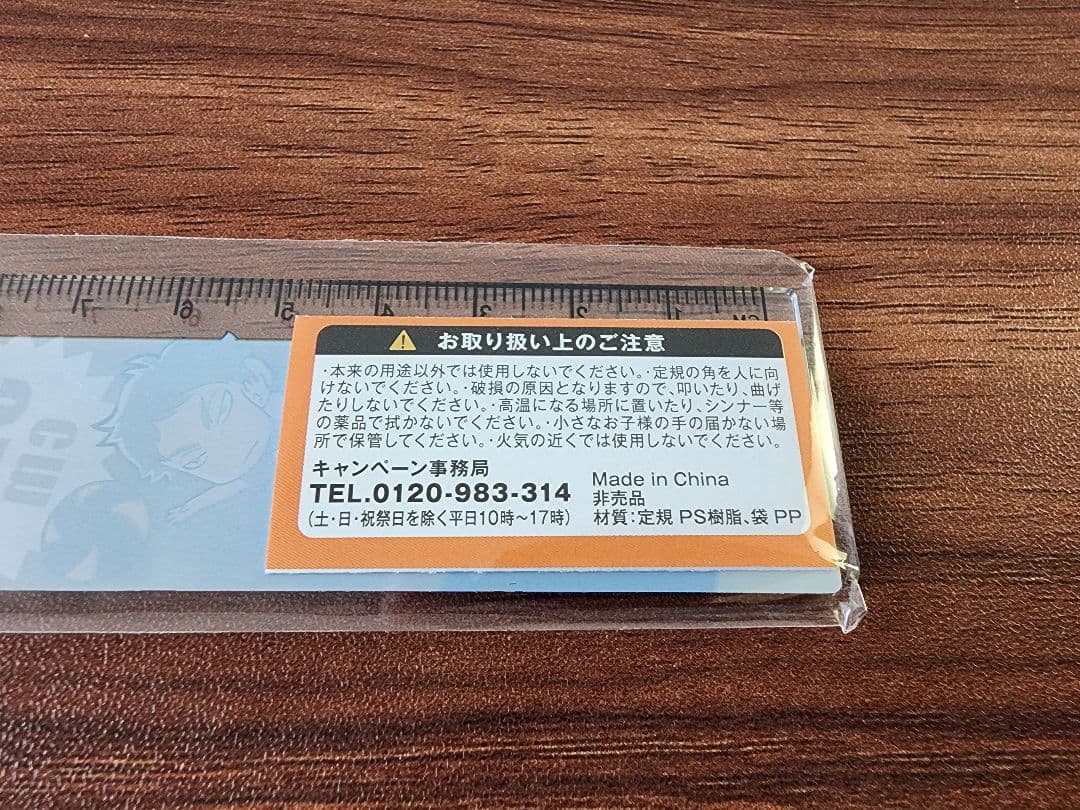 7 6 5 4 3 2 1 CM
⚠ お取り扱い上のご注意
・本来の用途以外では使用しないでください。・定規の角を人に向
けないでください。・破損の原因となりますので、叩いたり、曲げ
たりしないでください。・高温になる場所に置いたり、シンナー等
の薬品で拭かないでください。・小さなお子様の手の届かない場
所で保管してください。・火気の近くでは使用しないでください。
キャンペーン事務局
TEL.0120-983-314
(土・日・祝祭日を除く平日10時〜17時)
Made in China
非売品
材質:定規 PS樹脂、袋 PP